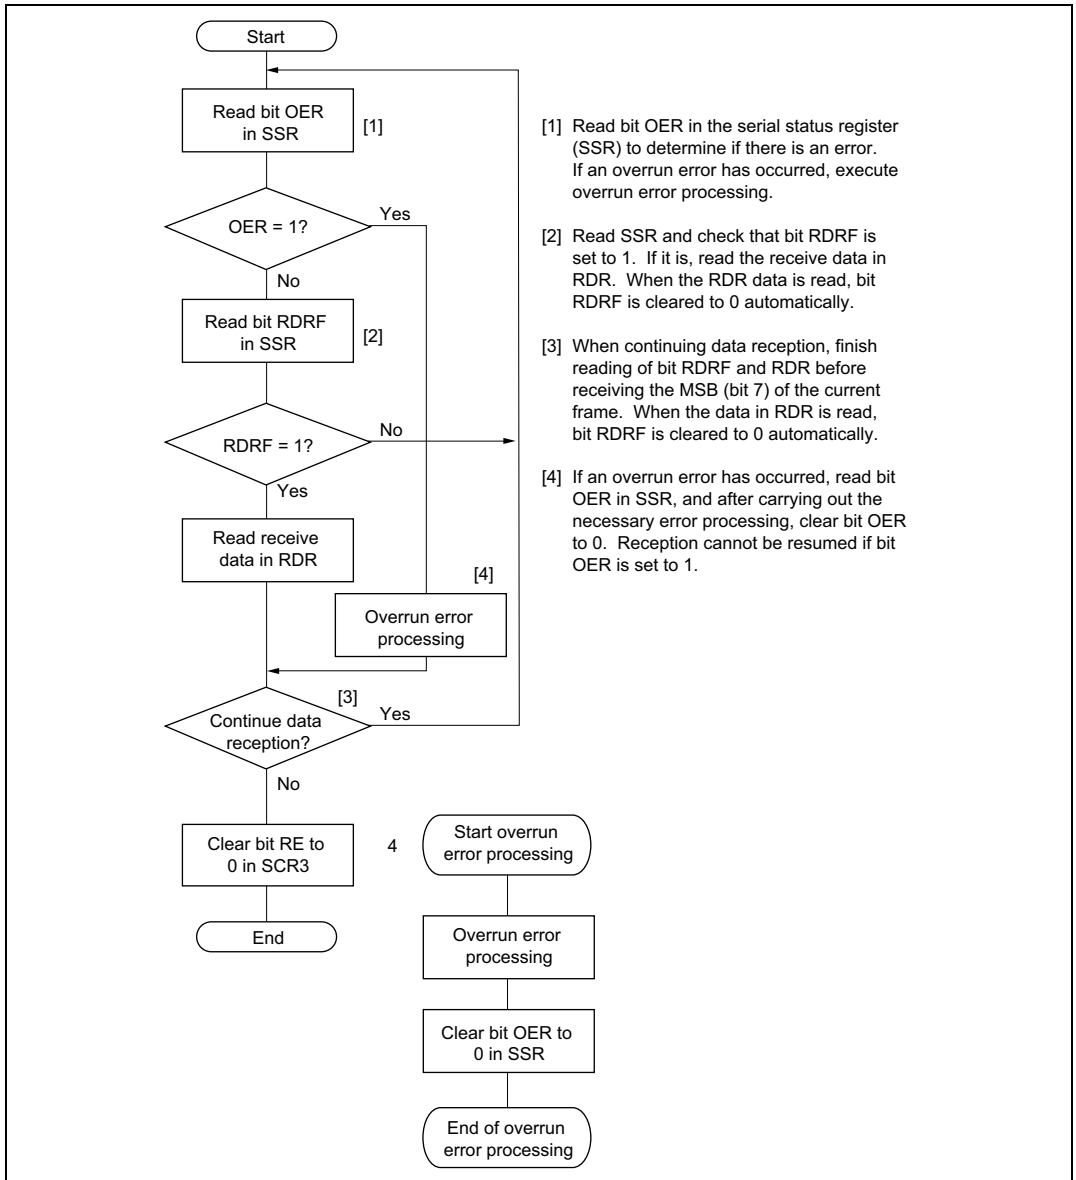 Start
Read bit OER
in SSR
[1]
OER = 1?
Yes
No
Read bit RDRF
in SSR
[2]
RDRF = 1?
No
Yes
Read receive
data in RDR
[4]
Overrun error
processing
[3]
Continue data
reception?
Yes
No
Clear bit RE to
0 in SCR3
End
4
Start overrun
error processing
Overrun error
processing
Clear bit OER to
0 in SSR
End of overrun
error processing
[1] Read bit OER in the serial status register
(SSR) to determine if there is an error.
If an overrun error has occurred, execute
overrun error processing.
[2] Read SSR and check that bit RDRF is
set to 1. If it is, read the receive data in
RDR. When the RDR data is read, bit
RDRF is cleared to 0 automatically.
[3] When continuing data reception, finish
reading of bit RDRF and RDR before
receiving the MSB (bit 7) of the current
frame. When the data in RDR is read,
bit RDRF is cleared to 0 automatically.
[4] If an overrun error has occurred, read bit
OER in SSR, and after carrying out the
necessary error processing, clear bit OER
to 0. Reception cannot be resumed if bit
OER is set to 1.